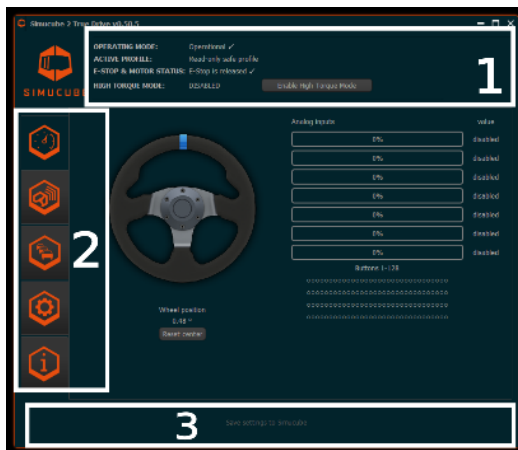 Simucube 2 True Drive v0.50.5
SIMUCUBE
OPERATING MODE: Operational ✓
ACTIVE PROFILE: Read-only safe profile
E-STOP & MOTOR STATUS: E-Stop is released ✓
HIGH TORQUE MODE: DISABLED Enable High Torque Mode
1
2
Analog Inputs value
0% disabled
0% disabled
0% disabled
0% disabled
0% disabled
0% disabled
0% disabled
Buttons 1-128
Wheel position
0.48 °
Reset center
3
Save settings to simucube